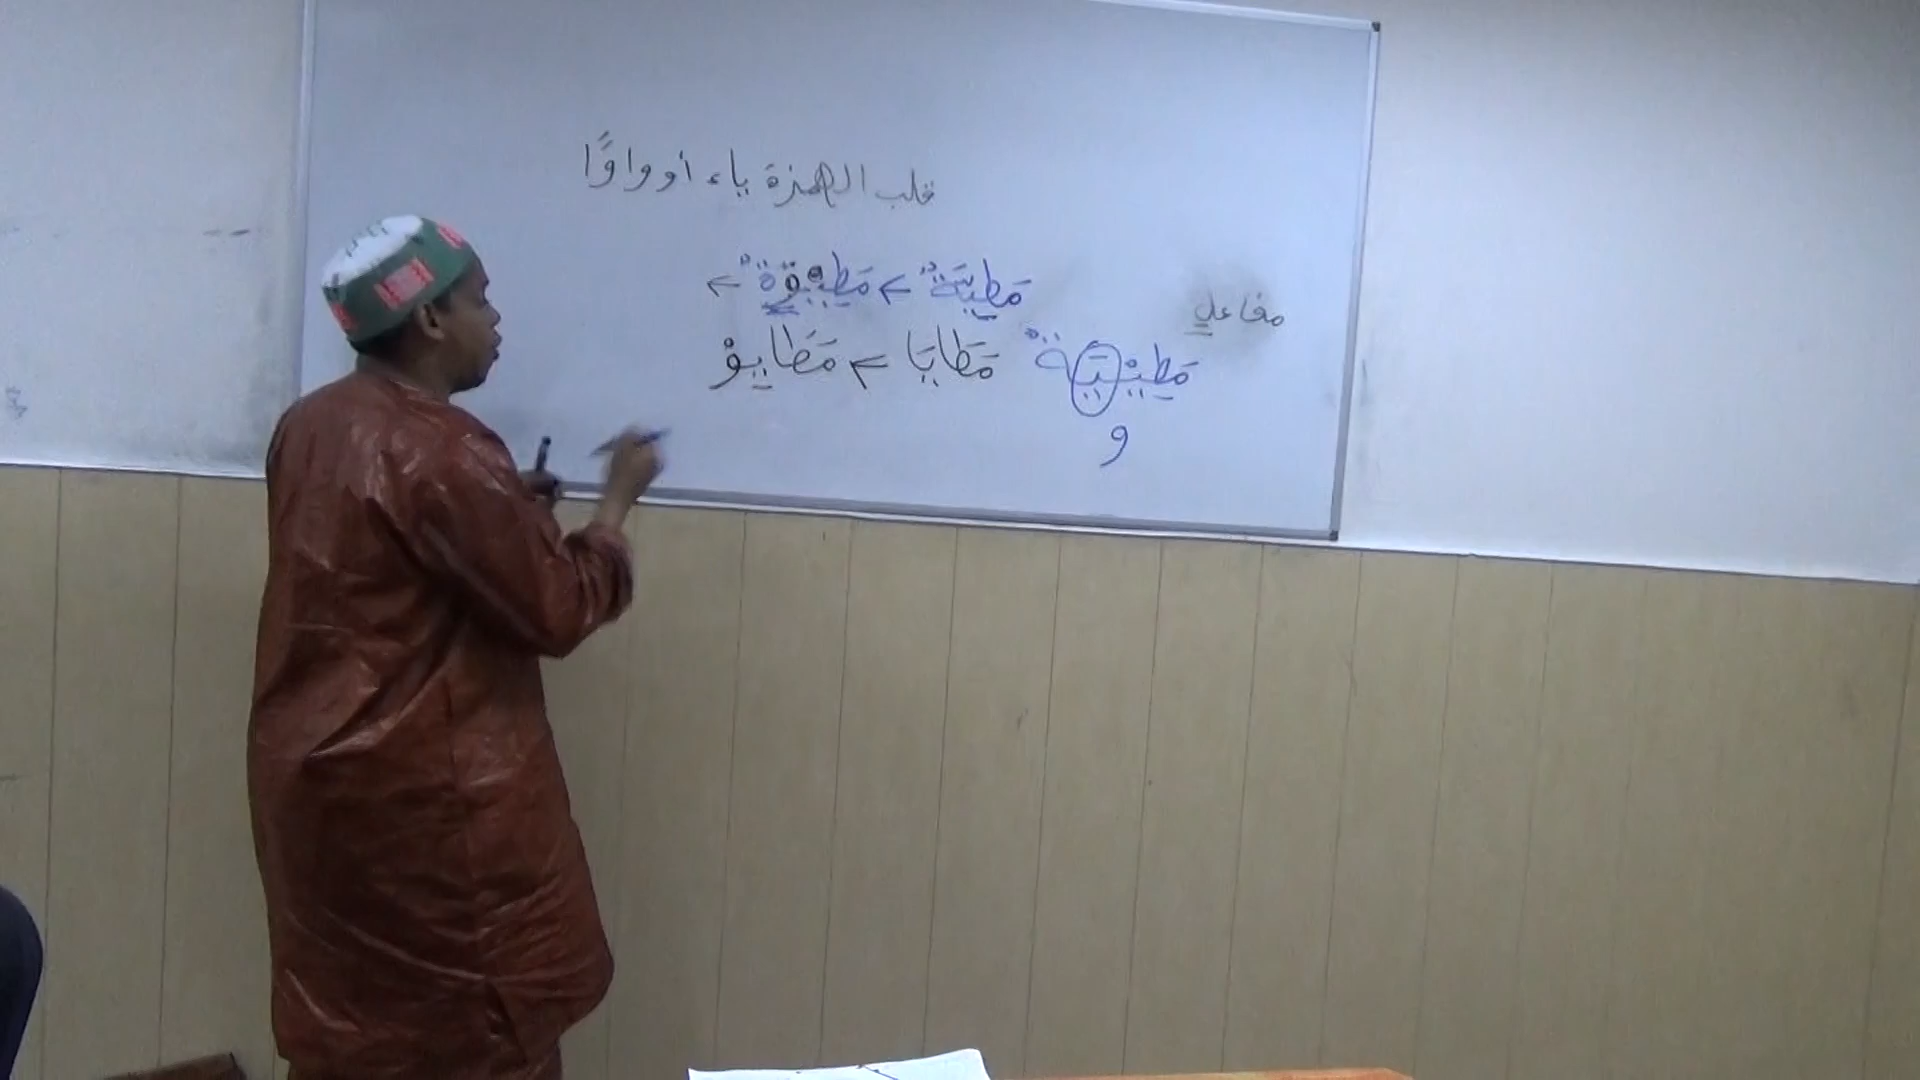 قلب الهمزة ياء أو واوًا
مَطِيَّةٌ ← مَطِيْوَةٌ ←
مفاعل
مَطِيْيَةٌ
مَطَايَا ← مَطَايِوْ
و